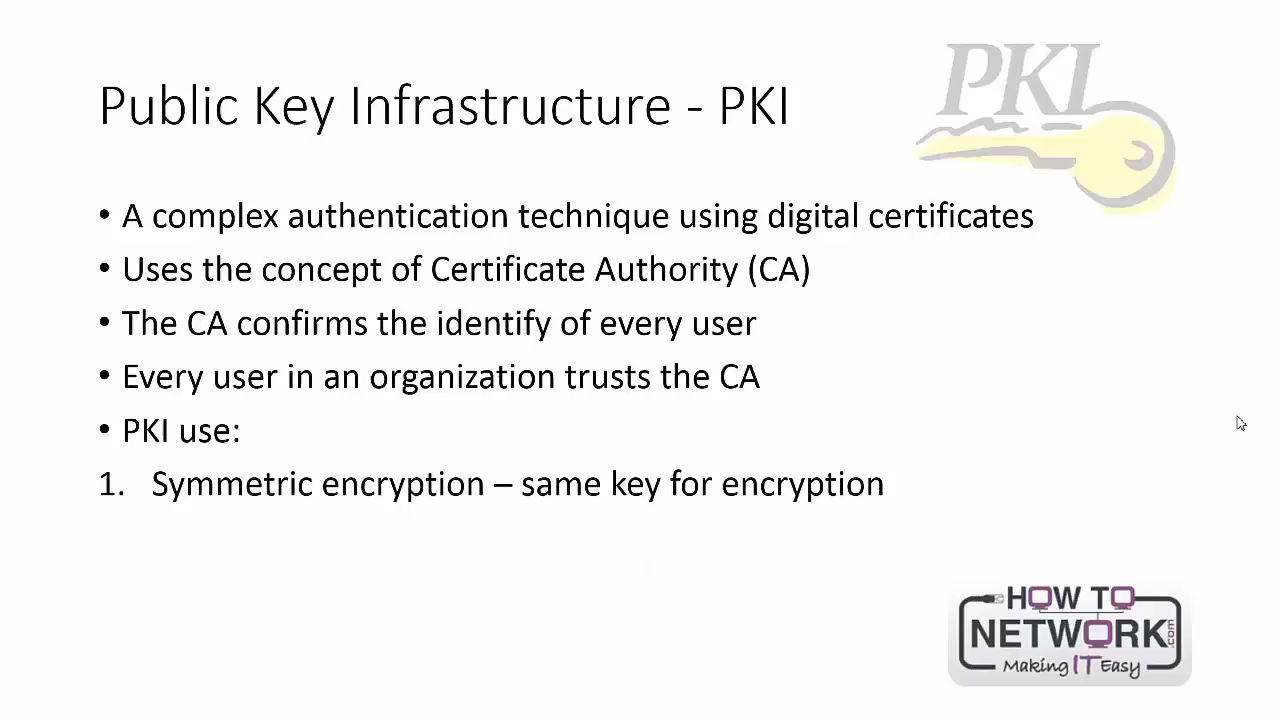 PKI
Public Key Infrastructure - PKI
• A complex authentication technique using digital certificates
• Uses the concept of Certificate Authority (CA)
• The CA confirms the identify of every user
• Every user in an organization trusts the CA
• PKI use:
1. Symmetric encryption – same key for encryption
HOW TO
NETWORK.com
Making IT Easy